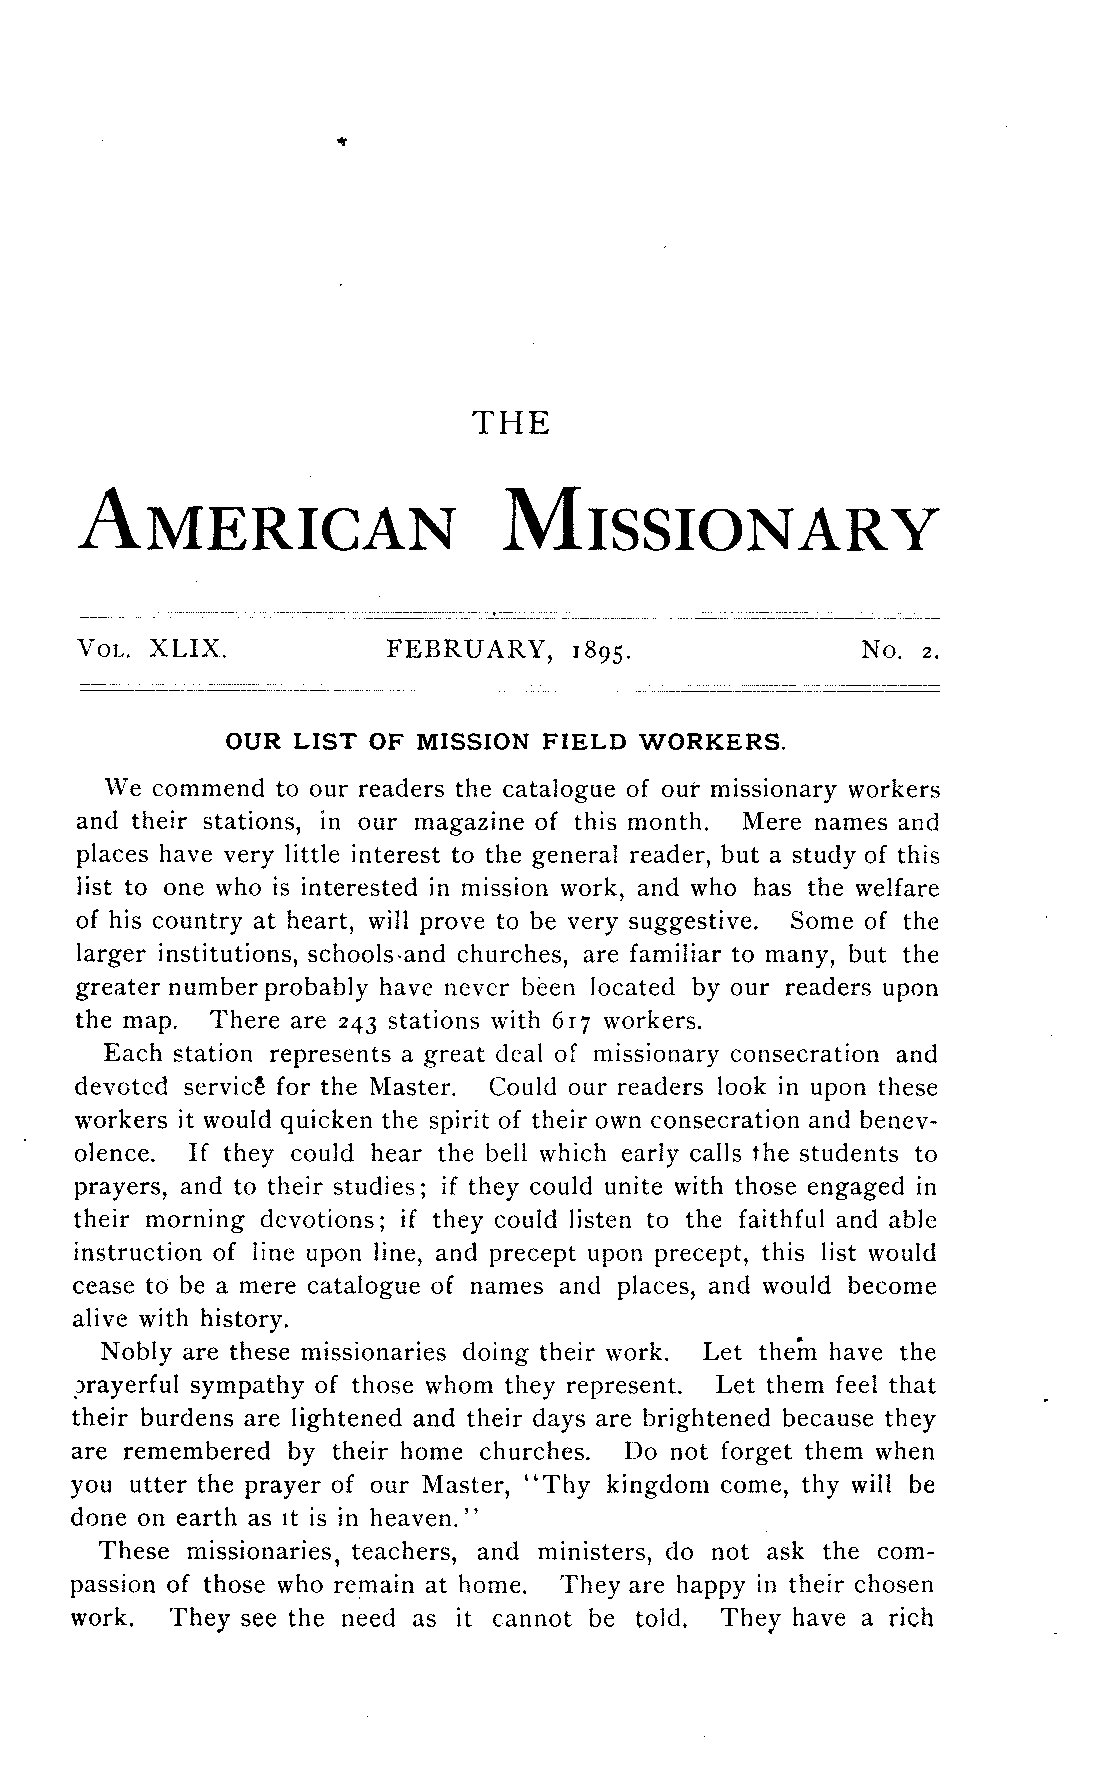 THE
AMERICAN MISSIONARY
VOL. XLIX. FEBRUARY, 1895. No. 2.
OUR LIST OF MISSION FIELD WORKERS.
We commend to our readers the catalogue of our missionary workers
and their stations, in our magazine of this month. Mere names and
places have very little interest to the general reader, but a study of this
list to one who is interested in mission work, and who has the welfare
of his country at heart, will prove to be very suggestive. Some of the
larger institutions, schools and churches, are familiar to many, but the
greater number probably have never been located by our readers upon
the map. There are 243 stations with 617 workers.
Each station represents a great deal of missionary consecration and
devoted service for the Master. Could our readers look in upon these
workers it would quicken the spirit of their own consecration and benev-
olence. If they could hear the bell which early calls the students to
prayers, and to their studies; if they could unite with those engaged in
their morning devotions; if they could listen to the faithful and able
instruction of line upon line, and precept upon precept, this list would
cease to be a mere catalogue of names and places, and would become
alive with history.
Nobly are these missionaries doing their work. Let them have the
prayerful sympathy of those whom they represent. Let them feel that
their burdens are lightened and their days are brightened because they
are remembered by their home churches. Do not forget them when
you utter the prayer of our Master, "Thy kingdom come, thy will be
done on earth as it is in heaven."
These missionaries, teachers, and ministers, do not ask the com-
passion of those who remain at home. They are happy in their chosen
work. They see the need as it cannot be told. They have a rich